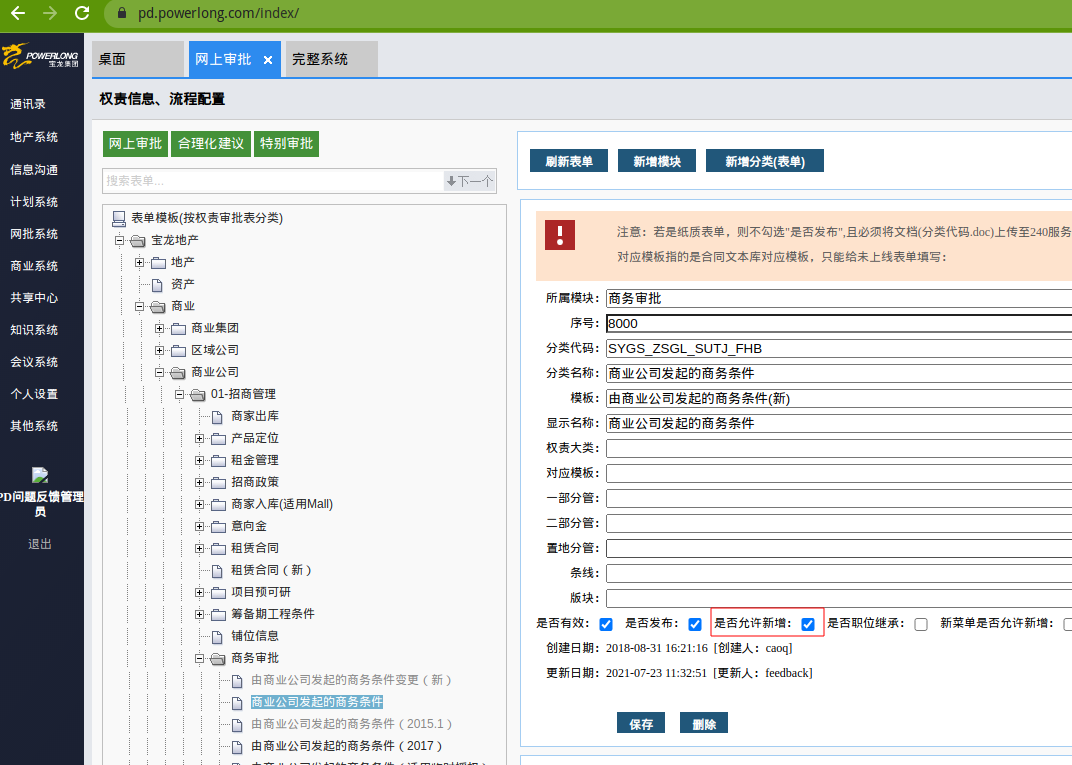 pd.powerlong.com/index/
POWERLONG
宝龙集团
桌面
网上审批 ×
完整系统
权责信息、流程配置
通讯录
地产系统
信息沟通
计划系统
网批系统
商业系统
共享中心
知识系统
会议系统
个人设置
其他系统
PD问题反馈管理
员
退出
网上审批
合理化建议
特别审批
搜索表单...
下一个
表单模板(按权责审批表分类)
宝龙地产
地产
资产
商业
商业集团
区域公司
商业公司
01-招商管理
商家出库
产品定位
租金管理
招商政策
商家入库(适用Mall)
意向金
租赁合同
租赁合同（新）
项目预可研
筹备期工程条件
铺位信息
商务审批
由商业公司发起的商务条件变更（新）
商业公司发起的商务条件
由商业公司发起的商务条件（2015.1）
由商业公司发起的商务条件（2017）
刷新表单
新增模块
新增分类(表单)
注意：若是纸质表单，则不勾选"是否发布",且必须将文档(分类代码.doc)上传至240服务
对应模板指的是合同文本库对应模板，只能给未上线表单填写：
所属模块： 商务审批
序号： 8000
分类代码： SYGS_ZSGL_SUTJ_FHB
分类名称： 商业公司发起的商务条件
模板： 由商业公司发起的商务条件(新)
显示名称： 商业公司发起的商务条件
权责大类：
对应模板：
一部分管：
二部分管：
置地分管：
条线：
版块：
是否有效： 是否发布： 是否允许新增： 是否职位继承： 新菜单是否允许新增：
创建日期：2018-08-31 16:21:16 [创建人：caoq]
更新日期：2021-07-23 11:32:51 [更新人：feedback]
保存
删除